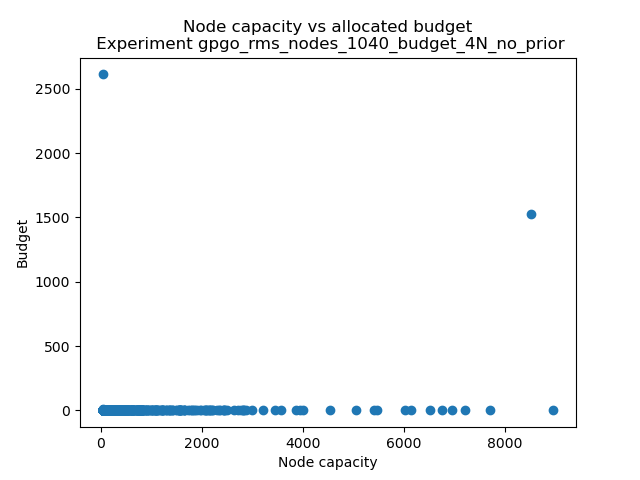 Node capacity vs allocated budget
Experiment gpgo_rms_nodes_1040_budget_4N_no_prior
2500
2000
1500
1000
500
0
Budget
0 2000 4000 6000 8000
Node capacity